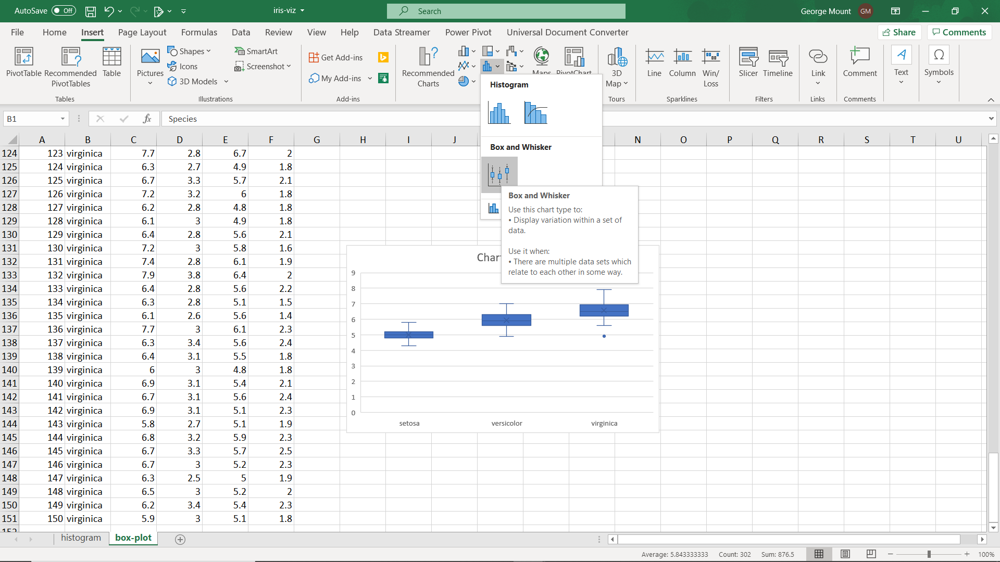 AutoSave Off
iris-viz
Search
George Mount GM
File Home Insert Page Layout Formulas Data Review View Help Data Streamer Power Pivot Universal Document Converter Share Comments
PivotTable
Recommended
PivotTables
Table
Tables
Pictures
Shapes
Icons
3D Models
SmartArt
Screenshot
Illustrations
Get Add-ins
My Add-ins
Add-ins
Recommended
Charts
Maps PivotChart
3D
Map
Tours
Line Column Win/
Loss
Sparklines
Slicer Timeline
Filters
Link
Links
Comment
Comments
Text
Symbols
Histogram
Box and Whisker
Box and Whisker
Use this chart type to:
• Display variation within a set of
data.
Use it when:
• There are multiple data sets which
relate to each other in some way.
B1 fx Species
A B C D E F G H I J N O P Q R S T U
124 123 virginica 7.7 2.8 6.7 2
125 124 virginica 6.3 2.7 4.9 1.8
126 125 virginica 6.7 3.3 5.7 2.1
127 126 virginica 7.2 3.2 6 1.8
128 127 virginica 6.2 2.8 4.8 1.8
129 128 virginica 6.1 3 4.9 1.8
130 129 virginica 6.4 2.8 5.6 2.1
131 130 virginica 7.2 3 5.8 1.6
132 131 virginica 7.4 2.8 6.1 1.9
133 132 virginica 7.9 3.8 6.4 2
134 133 virginica 6.4 2.8 5.6 2.2
135 134 virginica 6.3 2.8 5.1 1.5
136 135 virginica 6.1 2.6 5.6 1.4
137 136 virginica 7.7 3 6.1 2.3
138 137 virginica 6.3 3.4 5.6 2.4
139 138 virginica 6.4 3.1 5.5 1.8
140 139 virginica 6 3 4.8 1.8
141 140 virginica 6.9 3.1 5.4 2.1
142 141 virginica 6.7 3.1 5.6 2.4
143 142 virginica 6.9 3.1 5.1 2.3
144 143 virginica 5.8 2.7 5.1 1.9
145 144 virginica 6.8 3.2 5.9 2.3
146 145 virginica 6.7 3.3 5.7 2.5
147 146 virginica 6.7 3 5.2 2.3
148 147 virginica 6.3 2.5 5 1.9
149 148 virginica 6.5 3 5.2 2
150 149 virginica 6.2 3.4 5.4 2.3
151 150 virginica 5.9 3 5.1 1.8
152
Char
9
8
7
6
5
4
3
2
1
0
setosa versicolor virginica
histogram box-plot
Average: 5.843333333 Count: 302 Sum: 876.5 100%